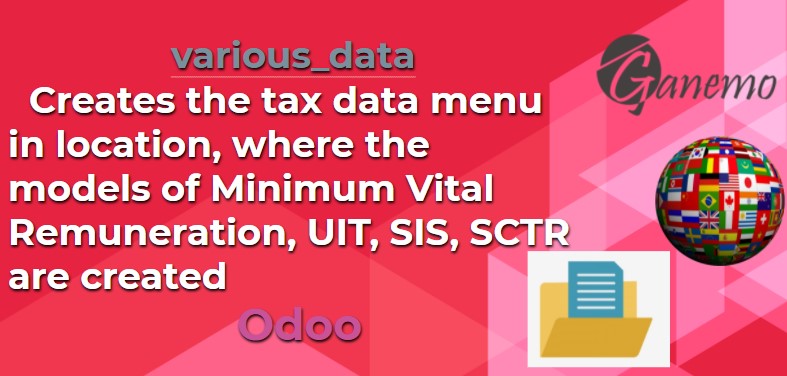 various_data
Ganemo
Creates the tax data menu
in location, where the
models of Minimum Vital
Remuneration, UIT, SIS, SCTR
are created
Odoo